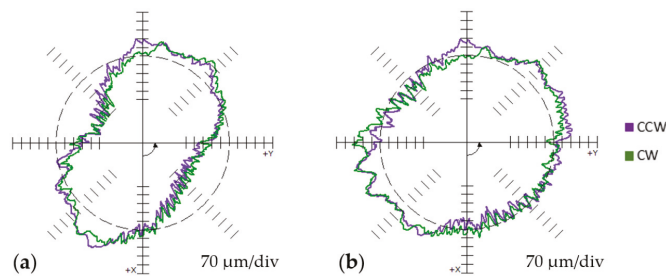 +Y
+X
(a)
70 µm/div
+Y
+X
(b)
70 µm/div
CCW
CW